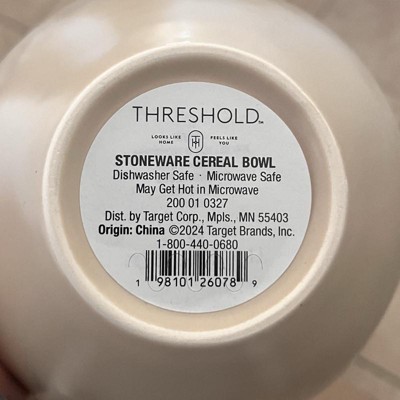 THRESHOLD™
LOOKS LIKE HOME
FEELS LIKE YOU
STONEWARE CEREAL BOWL
Dishwasher Safe · Microwave Safe
May Get Hot in Microwave
200 01 0327
Dist. by Target Corp., Mpls., MN 55403
Origin: China ©2024 Target Brands, Inc.
1-800-440-0680
1 98101 26078 9